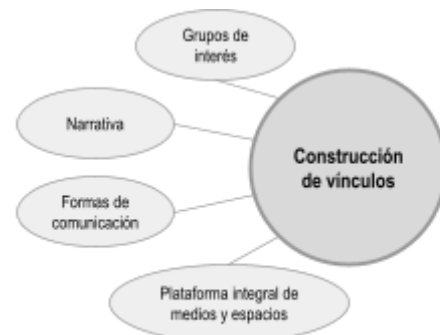 Grupos de
interés
Narrativa
Construcción
de vínculos
Formas de
comunicación
Plataforma integral de
medios y espacios